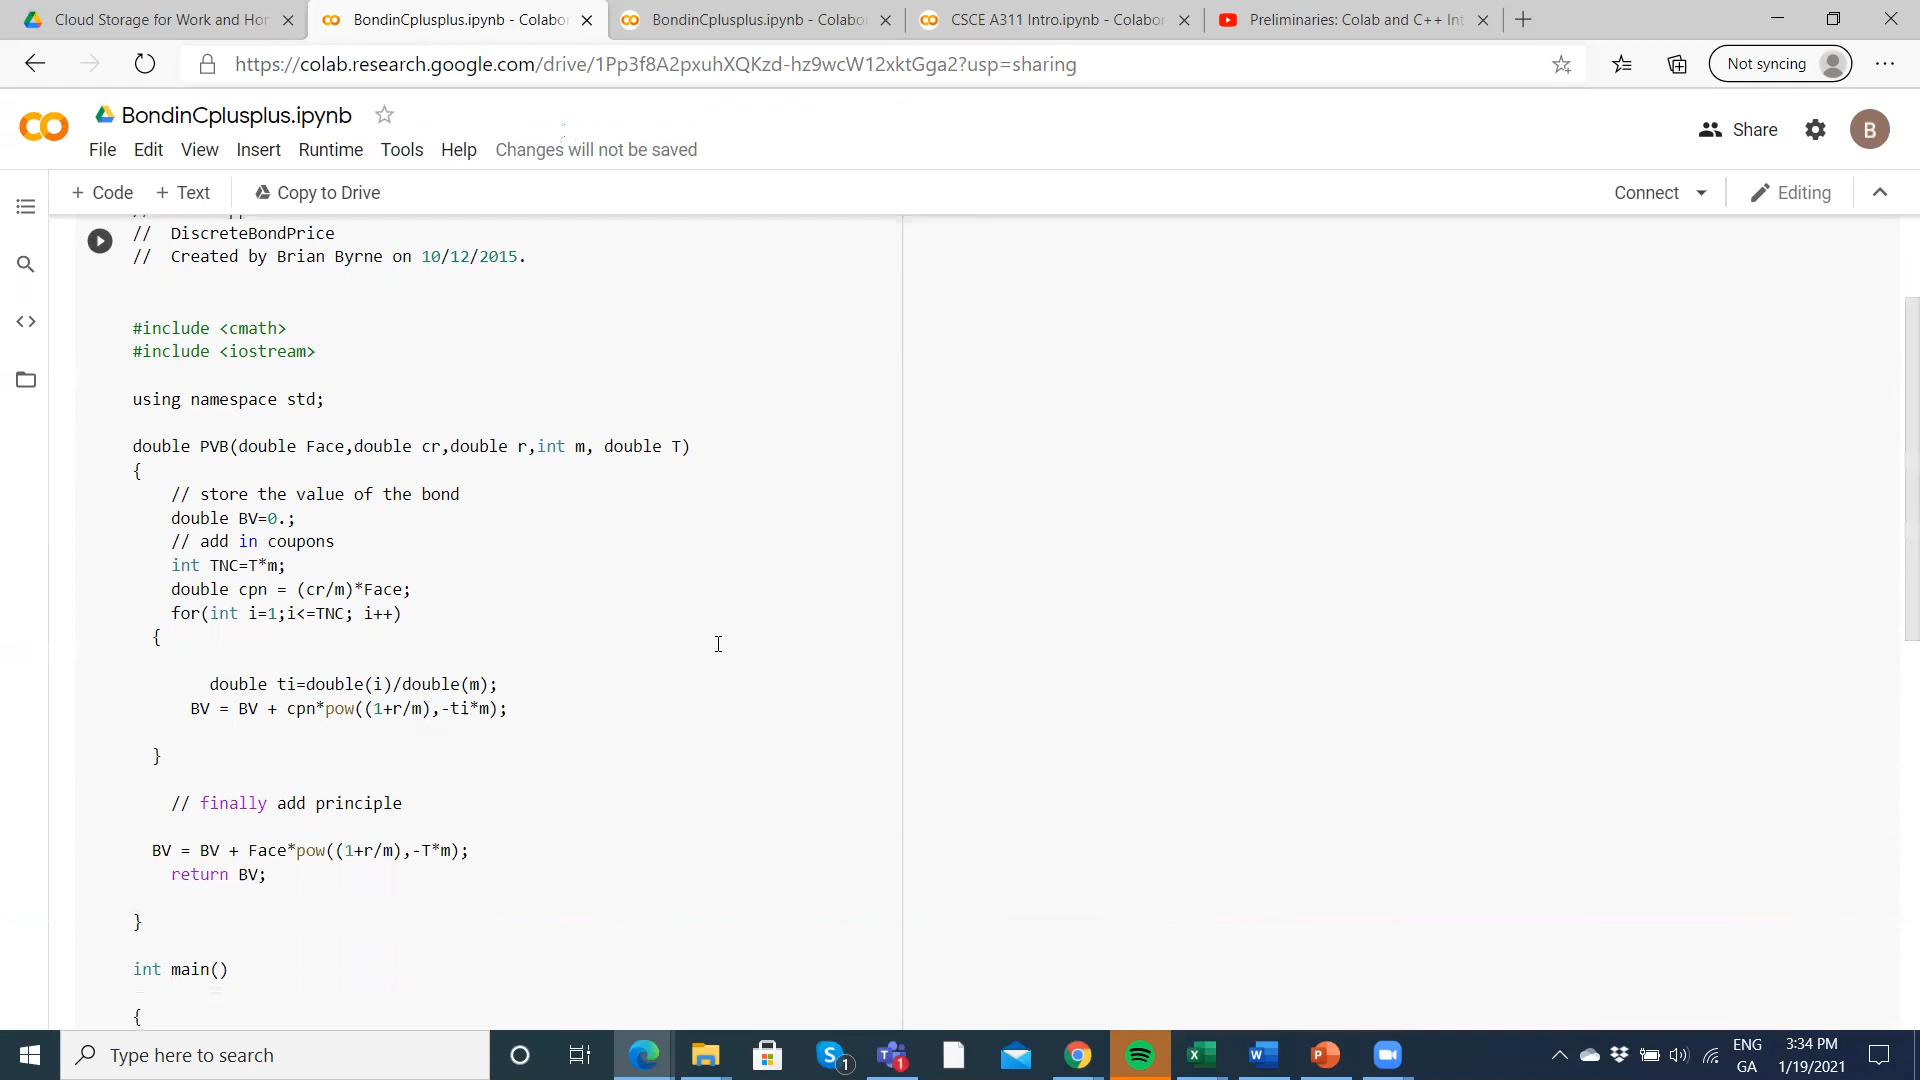 Cloud Storage for Work and Hor
BondinCplusplus.ipynb - Colabor
BondinCplusplus.ipynb - Colabor
CSCE A311 Intro.ipynb - Colabor
Preliminaries: Colab and C++ Int
https://colab.research.google.com/drive/1Pp3f8A2pxuhXQKzd-hz9wcW12xktGga2?usp=sharing
Not syncing
BondinCplusplus.ipynb
File Edit View Insert Runtime Tools Help Changes will not be saved
Share
B
+ Code + Text Copy to Drive
Connect
Editing
// DiscreteBondPrice
// Created by Brian Byrne on 10/12/2015.
#include <cmath>
#include <iostream>
using namespace std;
double PVB(double Face,double cr,double r,int m, double T)
{
// store the value of the bond
double BV=0.;
// add in coupons
int TNC=T*m;
double cpn = (cr/m)*Face;
for(int i=1;i<=TNC; i++)
{
double ti=double(i)/double(m);
BV = BV + cpn*pow((1+r/m),-ti*m);
}
// finally add principle
BV = BV + Face*pow((1+r/m),-T*m);
return BV;
}
int main()
{
Type here to search
1
1
ENG
GA
3:34 PM
1/19/2021